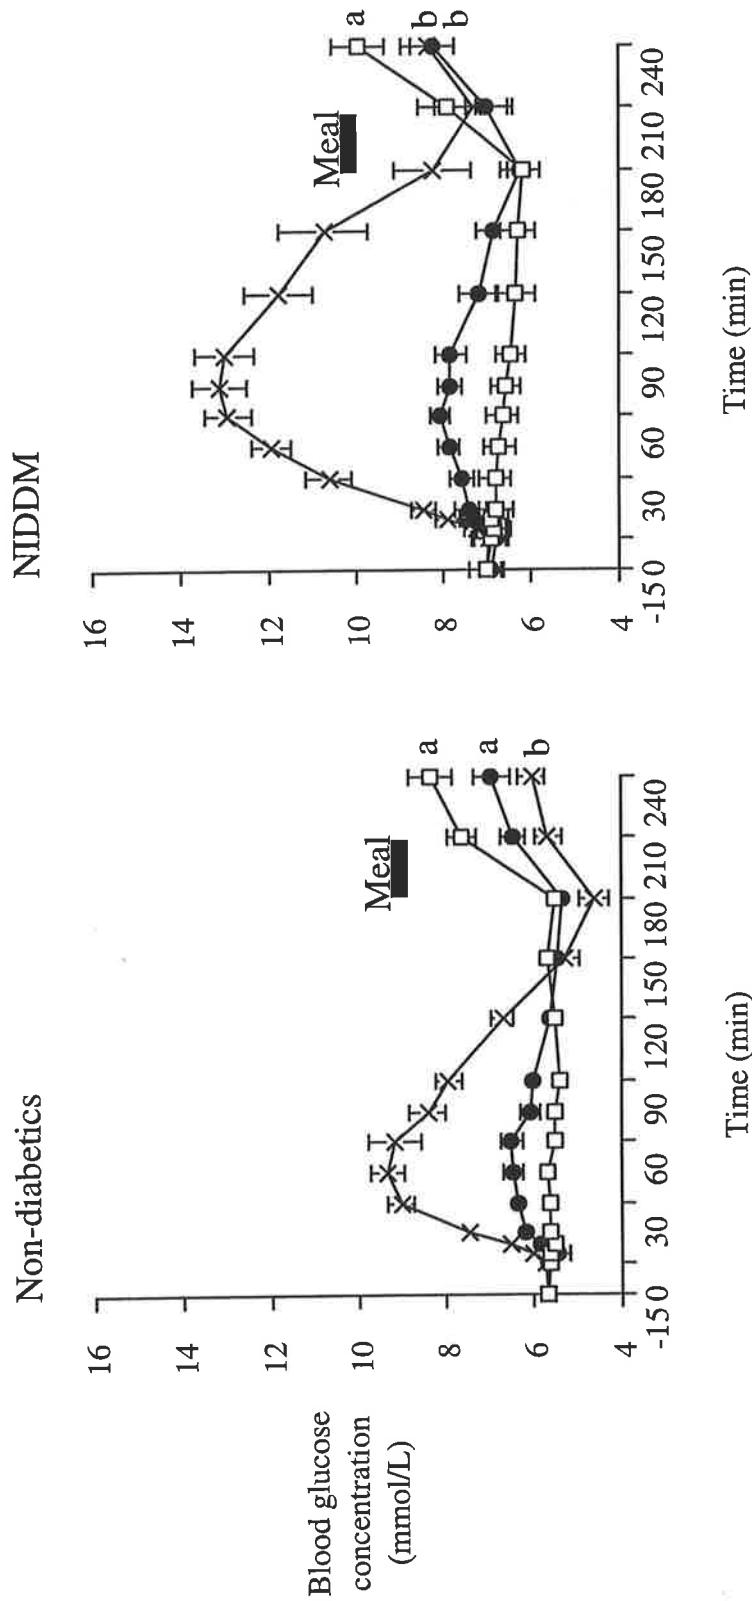 Non-diabetics
NIDDM
Blood glucose
concentration
(mmol/L)
16
14
12
10
8
6
4
-15 0 30 60 90 120 150 180 210 240
Time (min)
Meal
a
a
b
16
14
12
10
8
6
4
-15 0 30 60 90 120 150 180 210 240
Time (min)
Meal
a
b
b